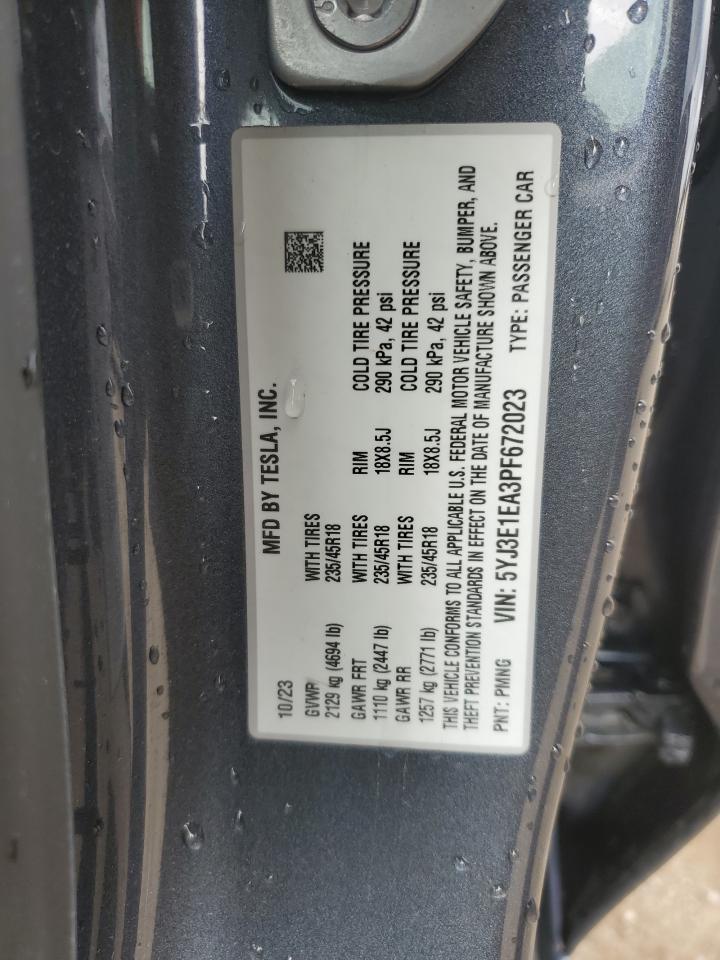 MFD BY TESLA, INC.
10/23
GVWR WITH TIRES
2129 kg (4694 lb) 235/45R18
GAWR FRT WITH TIRES RIM COLD TIRE PRESSURE
1110 kg (2447 lb) 235/45R18 18X8.5J 290 kPa, 42 psi
GAWR RR WITH TIRES RIM COLD TIRE PRESSURE
1257 kg (2771 lb) 235/45R18 18X8.5J 290 kPa, 42 psi
THIS VEHICLE CONFORMS TO ALL APPLICABLE U.S. FEDERAL MOTOR VEHICLE SAFETY, BUMPER, AND
THEFT PREVENTION STANDARDS IN EFFECT ON THE DATE OF MANUFACTURE SHOWN ABOVE.
PNT: PMNG VIN: 5YJ3E1EA3PF672023 TYPE: PASSENGER CAR